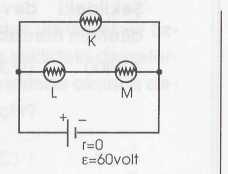 K
L M
+ −
r=0
ε=60volt